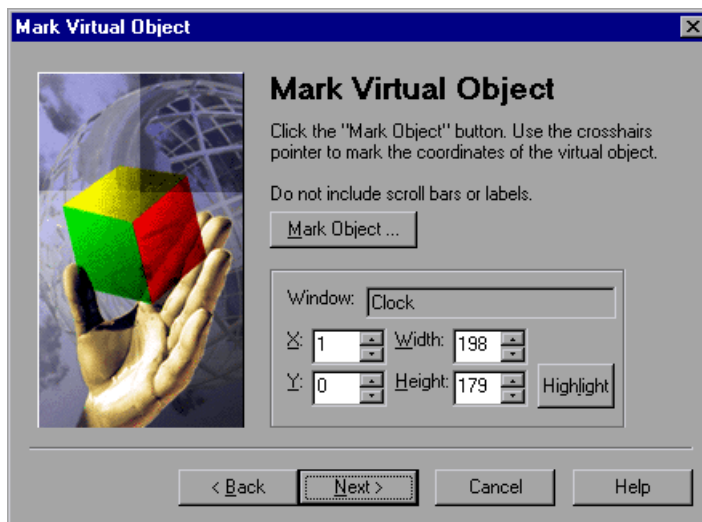 Mark Virtual Object
Mark Virtual Object
Click the "Mark Object" button. Use the crosshairs
pointer to mark the coordinates of the virtual object.
Do not include scroll bars or labels.
Mark Object ...
Window: Clock
X: 1 Width: 198
Y: 0 Height: 179 Highlight
< Back Next > Cancel Help